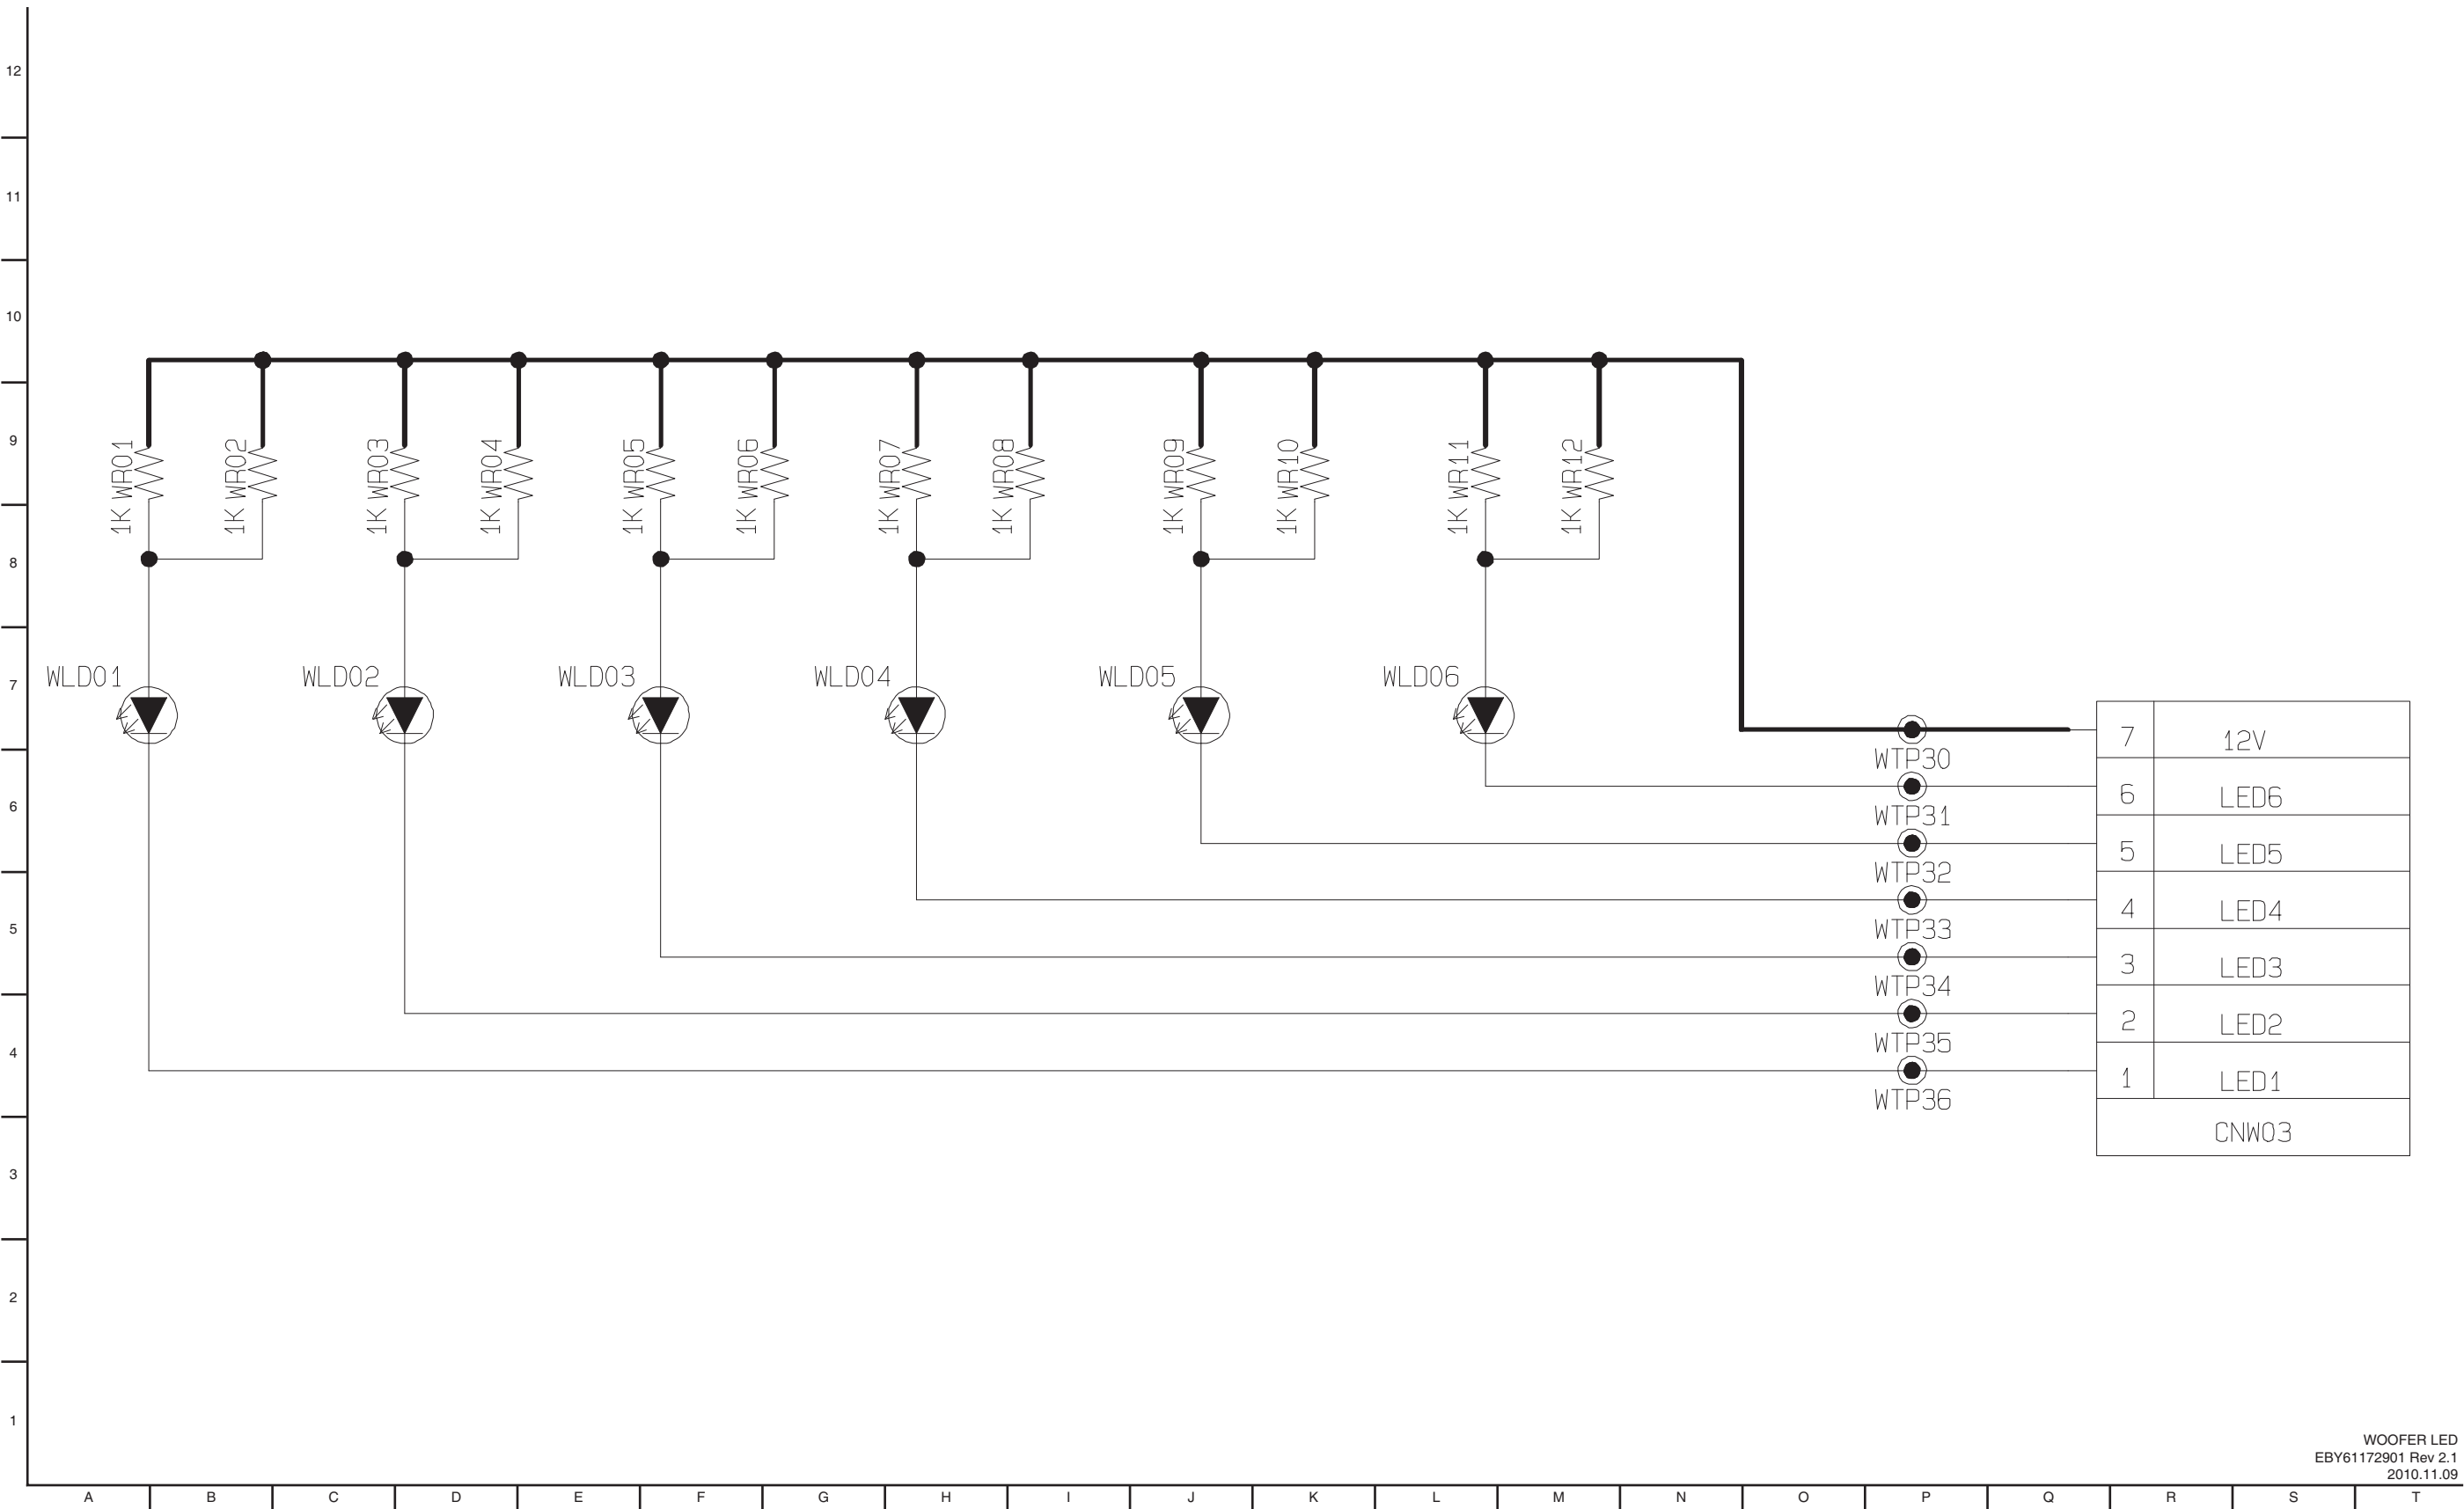 12
11
10
9
8
7
6
5
4
3
2
1
1K WR01
1K WR02
1K WR03
1K WR04
1K WR05
1K WR06
1K WR07
1K WR08
1K WR09
1K WR10
1K WR11
1K WR12
WLD01
WLD02
WLD03
WLD04
WLD05
WLD06
WTP30
WTP31
WTP32
WTP33
WTP34
WTP35
WTP36
7 12V
6 LED6
5 LED5
4 LED4
3 LED3
2 LED2
1 LED1
CNW03
WOOFER LED
EBY61172901 Rev 2.1
2010.11.09
A B C D E F G H I J K L M N O P Q R S T